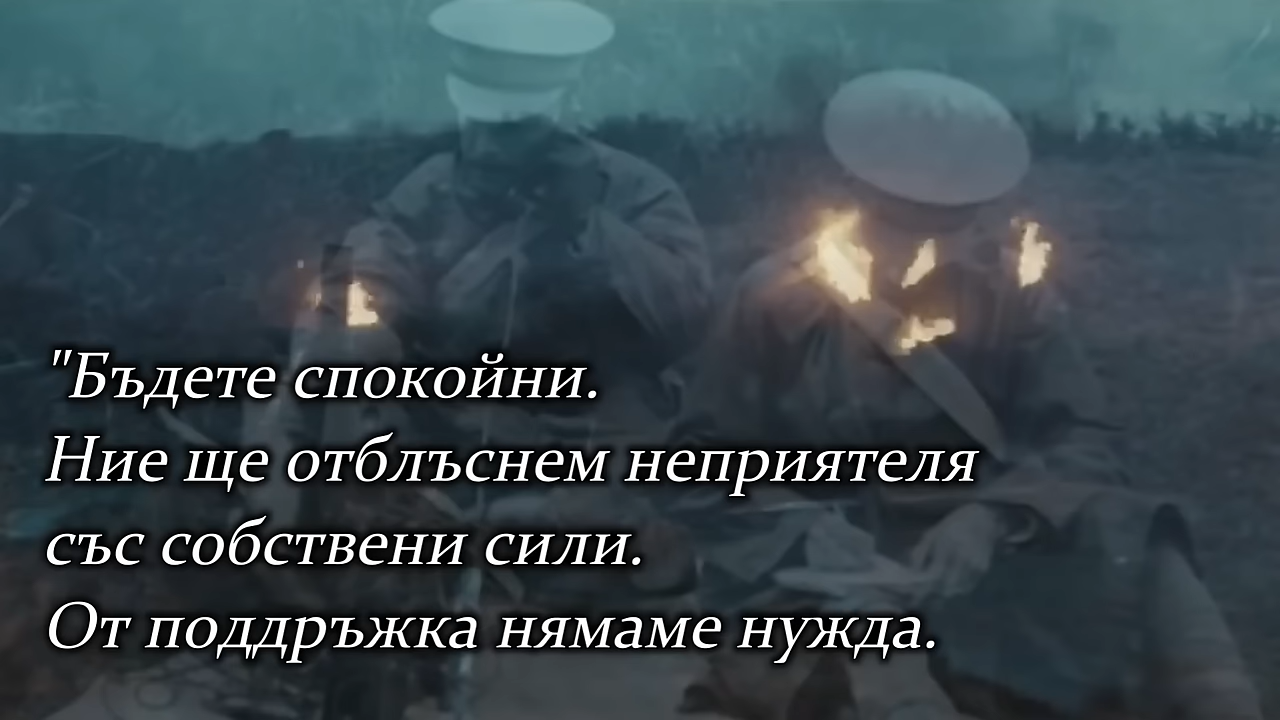 "Бъдете спокойни.
Ние ще отблъснем неприятеля
със собствени сили.
От поддръжка нямаме нужда.